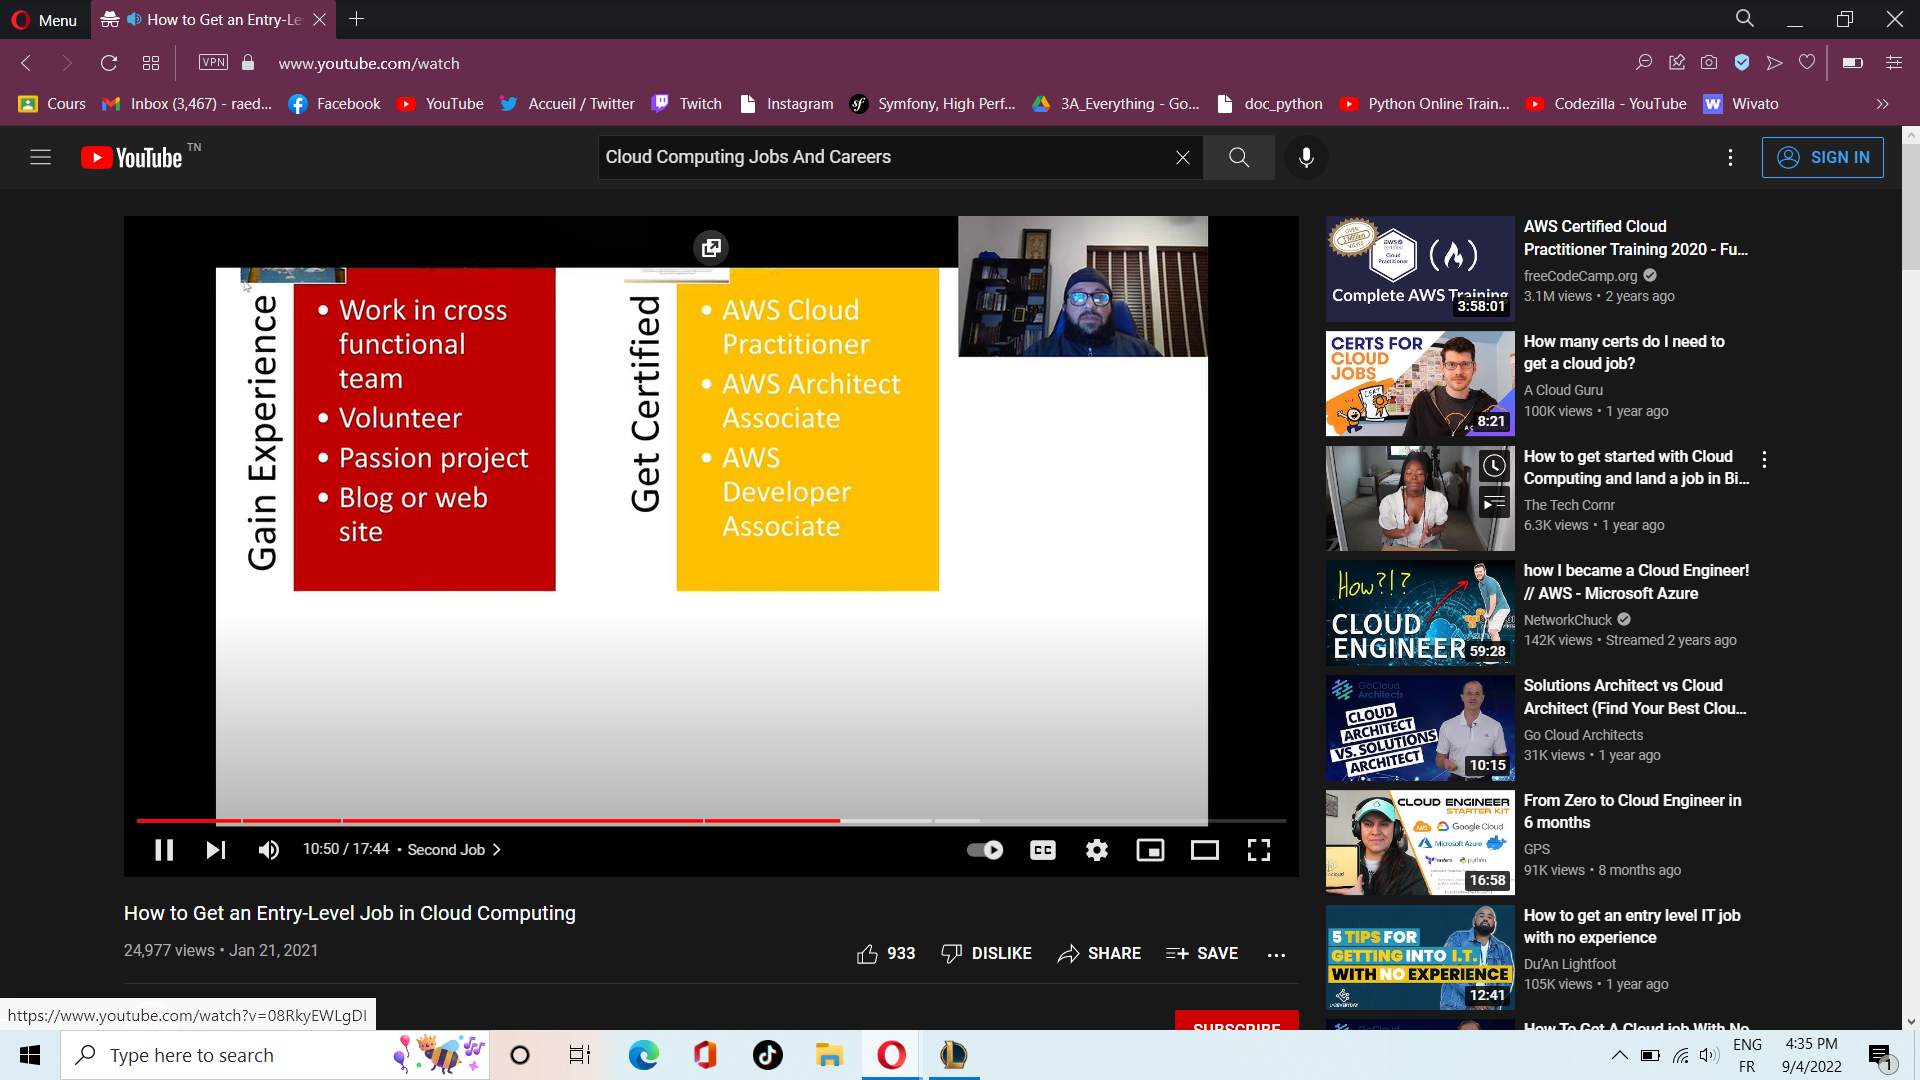 Menu
How to Get an Entry-Le
VPN
www.youtube.com/watch
Cours
Inbox (3,467) - raed...
Facebook
YouTube
Accueil / Twitter
Twitch
Instagram
Symfony, High Perf...
3A_Everything - Go...
doc_python
Python Online Train...
Codezilla - YouTube
Wivato
YouTube TN
Cloud Computing Jobs And Careers
SIGN IN
Gain Experience
• Work in cross
functional
team
• Volunteer
• Passion project
• Blog or web
site
Get Certified
• AWS Cloud
Practitioner
• AWS Architect
Associate
• AWS
Developer
Associate
10:50 / 17:44 • Second Job
CC
How to Get an Entry-Level Job in Cloud Computing
24,977 views • Jan 21, 2021
933
DISLIKE
SHARE
SAVE
SUBSCRIBE
https://www.youtube.com/watch?v=08RkyEWLgDI
Complete AWS Training
3:58:01
AWS Certified Cloud
Practitioner Training 2020 - Fu...
freeCodeCamp.org
3.1M views • 2 years ago
CERTS FOR
CLOUD
JOBS
8:21
How many certs do I need to
get a cloud job?
A Cloud Guru
100K views • 1 year ago
How to get started with Cloud
Computing and land a job in Bi...
The Tech Cornr
6.3K views • 1 year ago
How?!?
CLOUD
ENGINEER
59:28
how I became a Cloud Engineer!
// AWS - Microsoft Azure
NetworkChuck
142K views • Streamed 2 years ago
GoCloud
Architects
CLOUD
ARCHITECT
VS. SOLUTIONS
ARCHITECT
10:15
Solutions Architect vs Cloud
Architect (Find Your Best Clou...
Go Cloud Architects
31K views • 1 year ago
CLOUD ENGINEER
STARTER KIT
aws
Google Cloud
Microsoft Azure
python
16:58
From Zero to Cloud Engineer in
6 months
GPS
91K views • 8 months ago
5 TIPS FOR
GETTING INTO I.T.
WITH NO EXPERIENCE
12:41
How to get an entry level IT job
with no experience
Du'An Lightfoot
105K views • 1 year ago
How To Get A Cloud job With No
Type here to search
ENG
FR
4:35 PM
9/4/2022
1